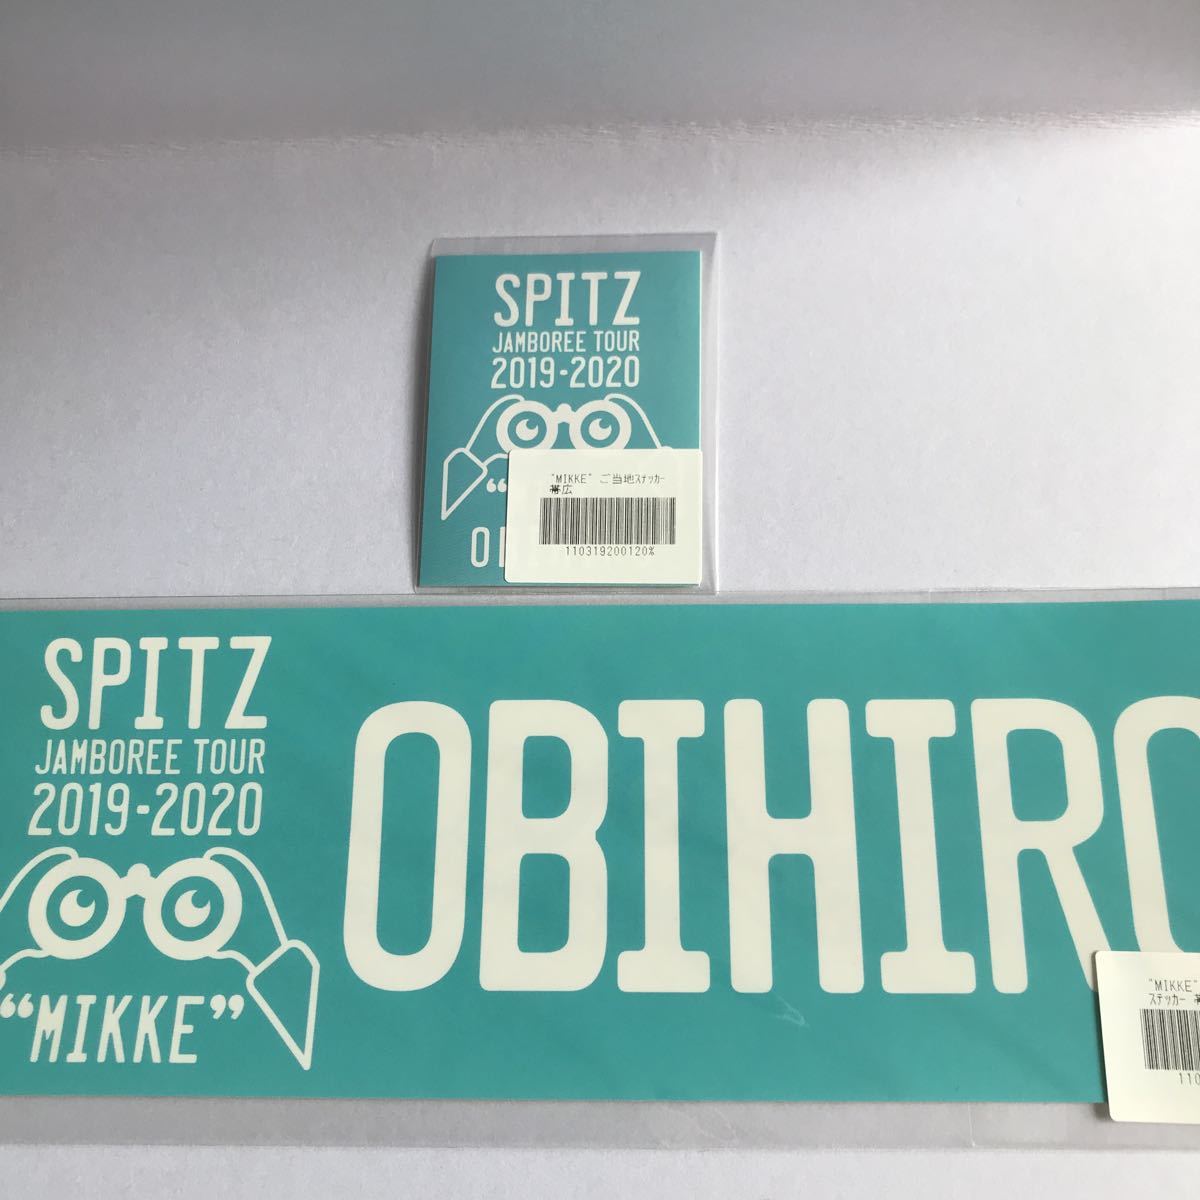 SPITZ
JAMBOREE TOUR
2019-2020
"MIKKE" ご当地ステッカー
帯広
110319200120%
SPITZ
JAMBOREE TOUR
2019-2020
"MIKKE"
OBIHIRO
"MIKKE"
ステッカー
110